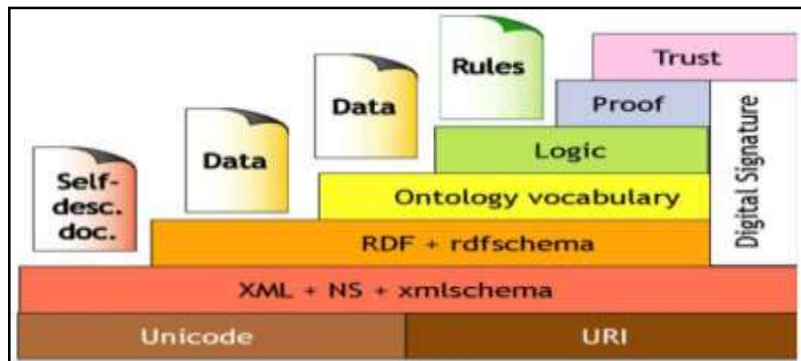 Rules
Trust
Data
Proof
Data
Logic
Self-
desc.
doc.
Ontology vocabulary
Digital Signature
RDF + rdfschema
XML + NS + xmlschema
Unicode
URI